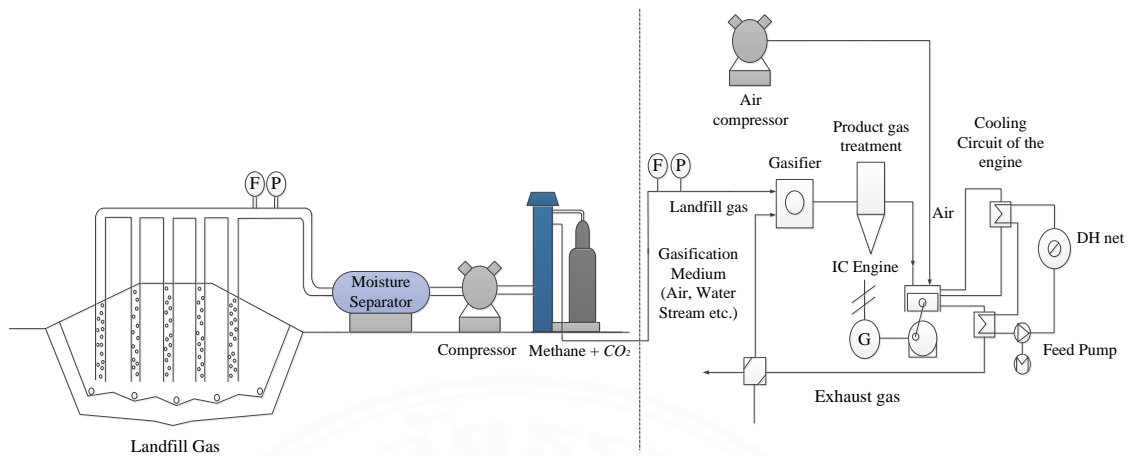 F P
Moisture
Separator
Compressor
Methane + CO₂
Landfill Gas
Air
compressor
Product gas
treatment
Cooling
Circuit of the
engine
Gasifier
F P
Landfill gas
Air
DH net
Gasification
Medium
(Air, Water
Stream etc.)
IC Engine
G
M
Feed Pump
Exhaust gas